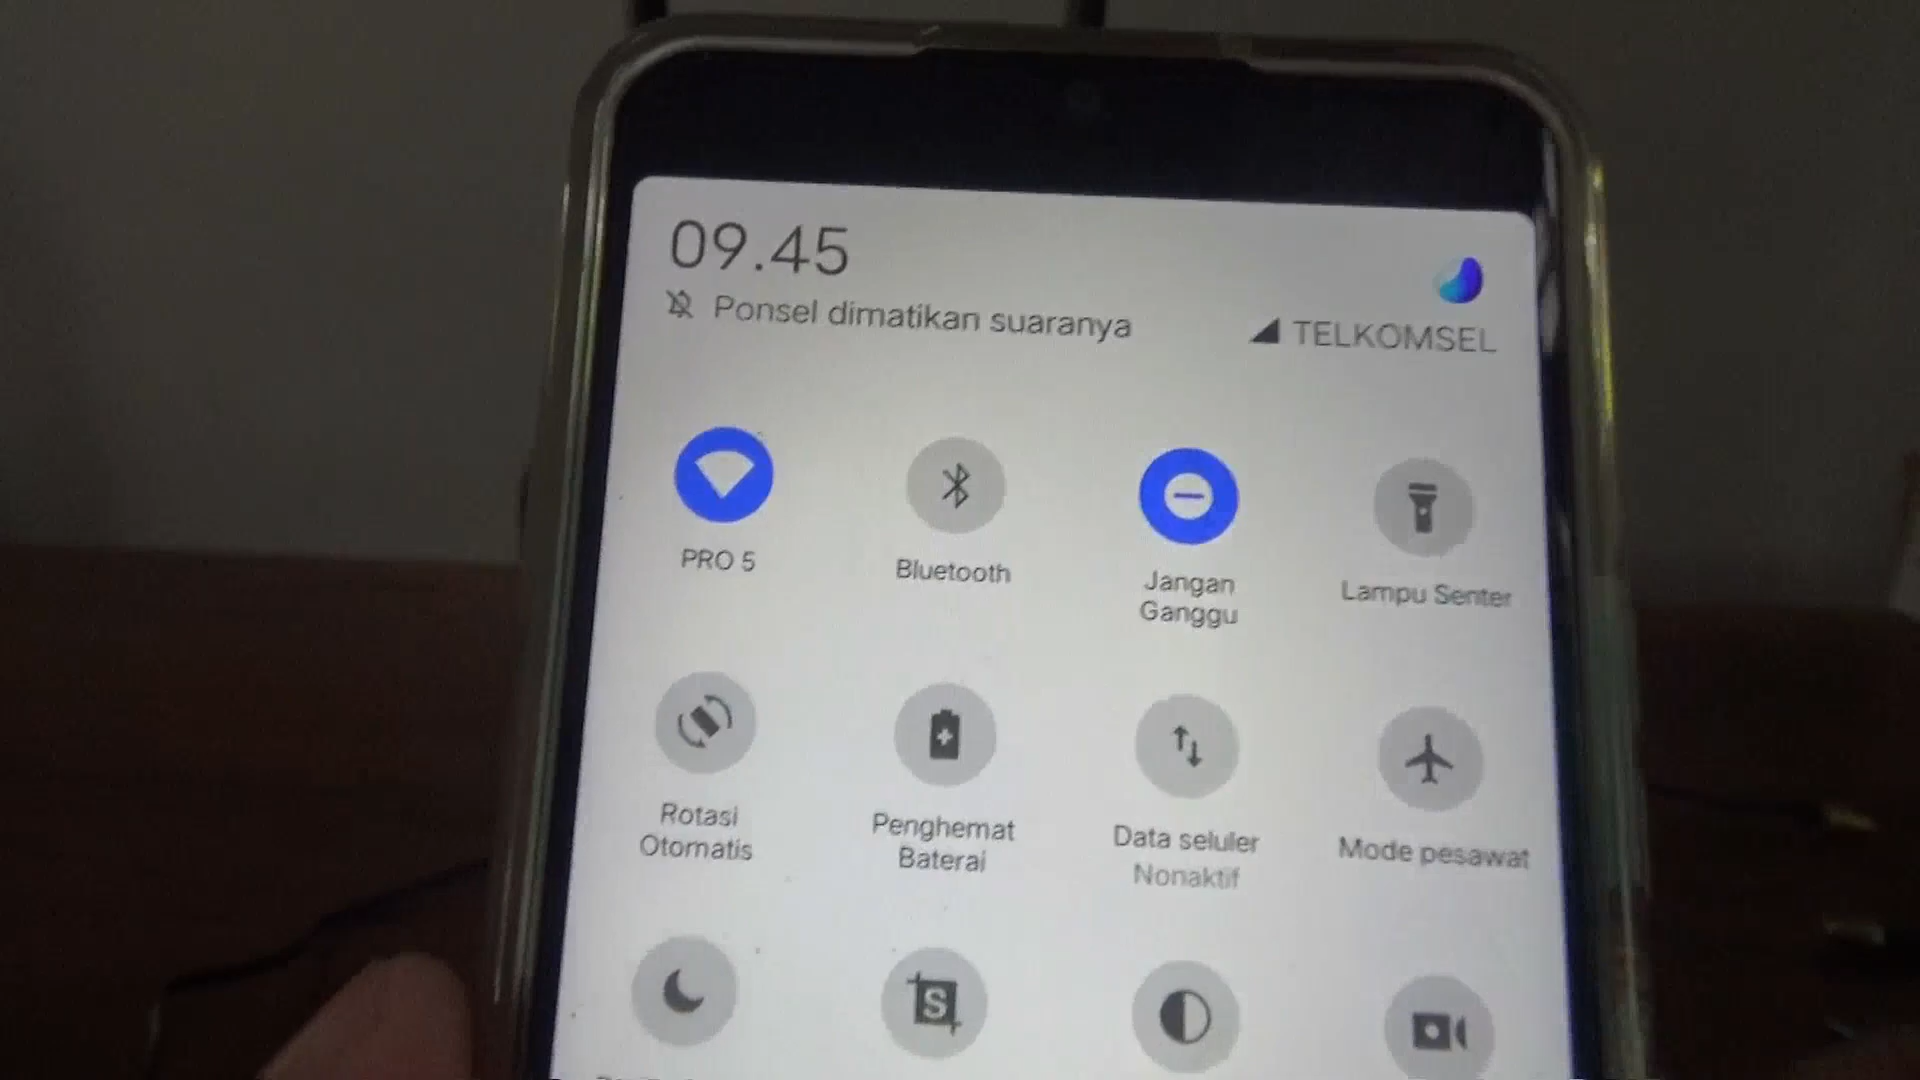 09.45
Ponsel dimatikan suaranya
TELKOMSEL
PRO 5
Bluetooth
Jangan
Ganggu
Lampu Senter
Rotasi
Otomatis
Penghemat
Baterai
Data seluler
Nonaktif
Mode pesawat
S